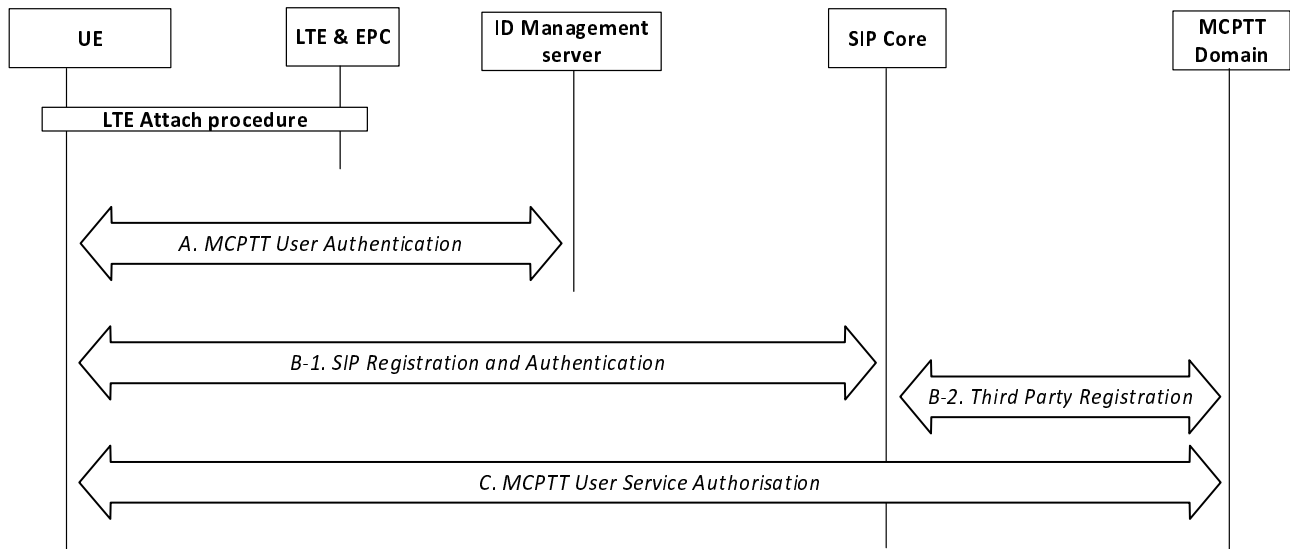 UE
LTE & EPC
ID Management
server
SIP Core
MCPTT
Domain
LTE Attach procedure
A. MCPTT User Authentication
B-1. SIP Registration and Authentication
B-2. Third Party Registration
C. MCPTT User Service Authorisation